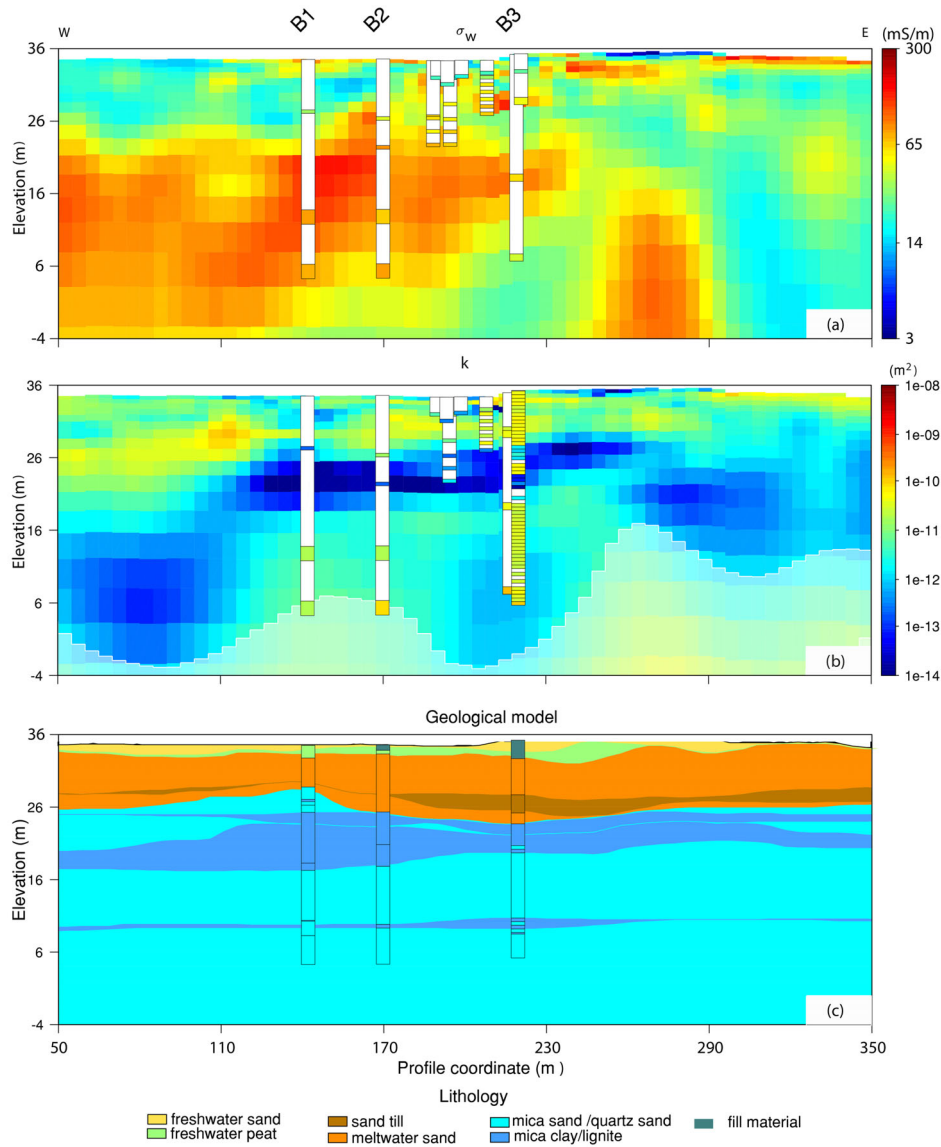 B1 B2 B3
W σw E (mS/m)
36 300
26 65
16 14
6
-4 3
Elevation (m)
(a)
k (m²)
36 1e-08
1e-09
26 1e-10
16 1e-11
1e-12
6 1e-13
-4 1e-14
Elevation (m)
(b)
Geological model
36
26
16
6
-4
Elevation (m)
(c)
50 110 170 230 290 350
Profile coordinate (m)
Lithology
freshwater sand sand till mica sand /quartz sand fill material
freshwater peat meltwater sand mica clay/lignite